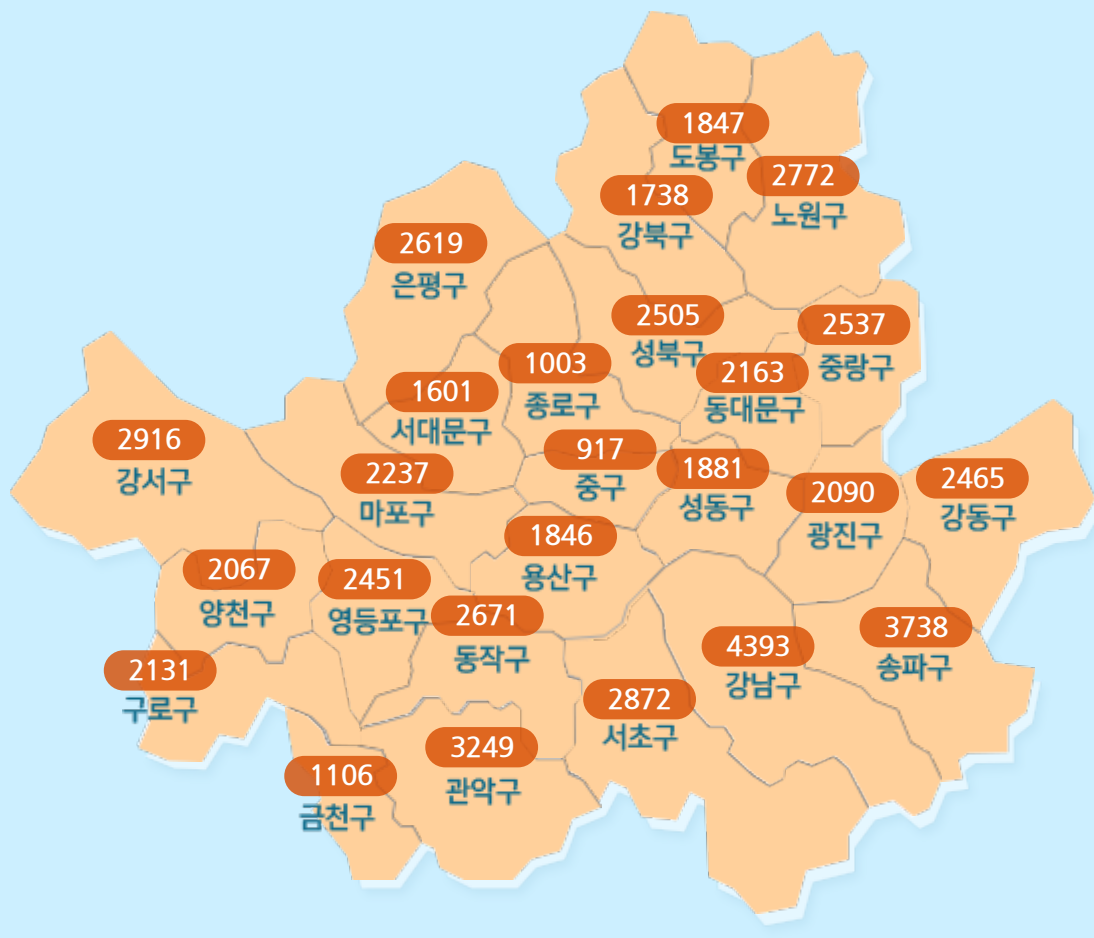 1847
도봉구
2772
노원구
1738
강북구
2619
은평구
2505
성북구
2537
중랑구
1003
종로구
2163
동대문구
1601
서대문구
2916
강서구
2237
마포구
917
중구
1881
성동구
2090
광진구
2465
강동구
1846
용산구
2067
양천구
2451
영등포구
2671
동작구
4393
강남구
3738
송파구
2131
구로구
2872
서초구
3249
관악구
1106
금천구